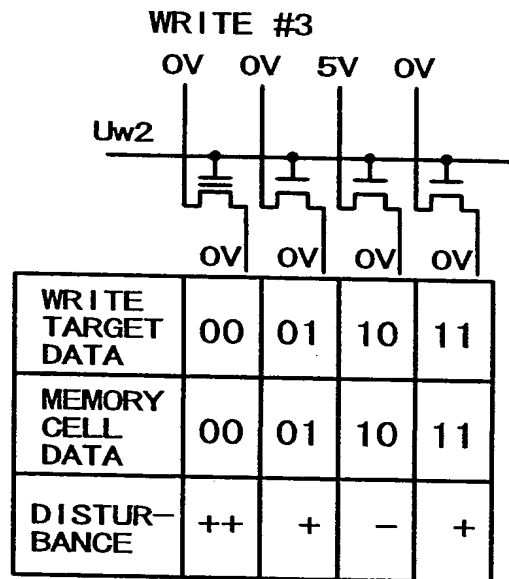 WRITE #3
0V 0V 5V 0V
Uw2
0V 0V 0V 0V
WRITE
TARGET
DATA
00 01 10 11
MEMORY
CELL
DATA
00 01 10 11
DISTUR-
BANCE
++ + - +